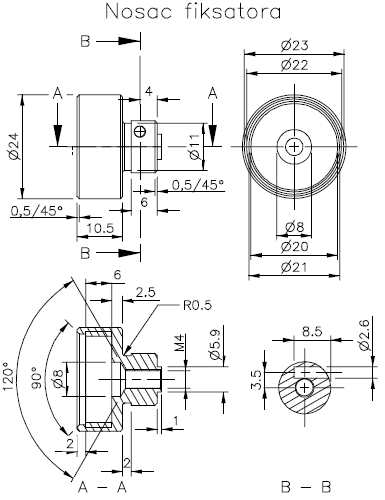 Nosac fiksatora
B
Ø23
Ø22
4
A
A
Ø24
Ø11
0,5/45°
6
Ø8
0,5/45°
10.5
Ø20
B
Ø21
6
2.5
R0.5
8.5
Ø2.6
M4
Ø5.9
120°
90°
Ø8
3.5
1
2
2
A - A
B - B